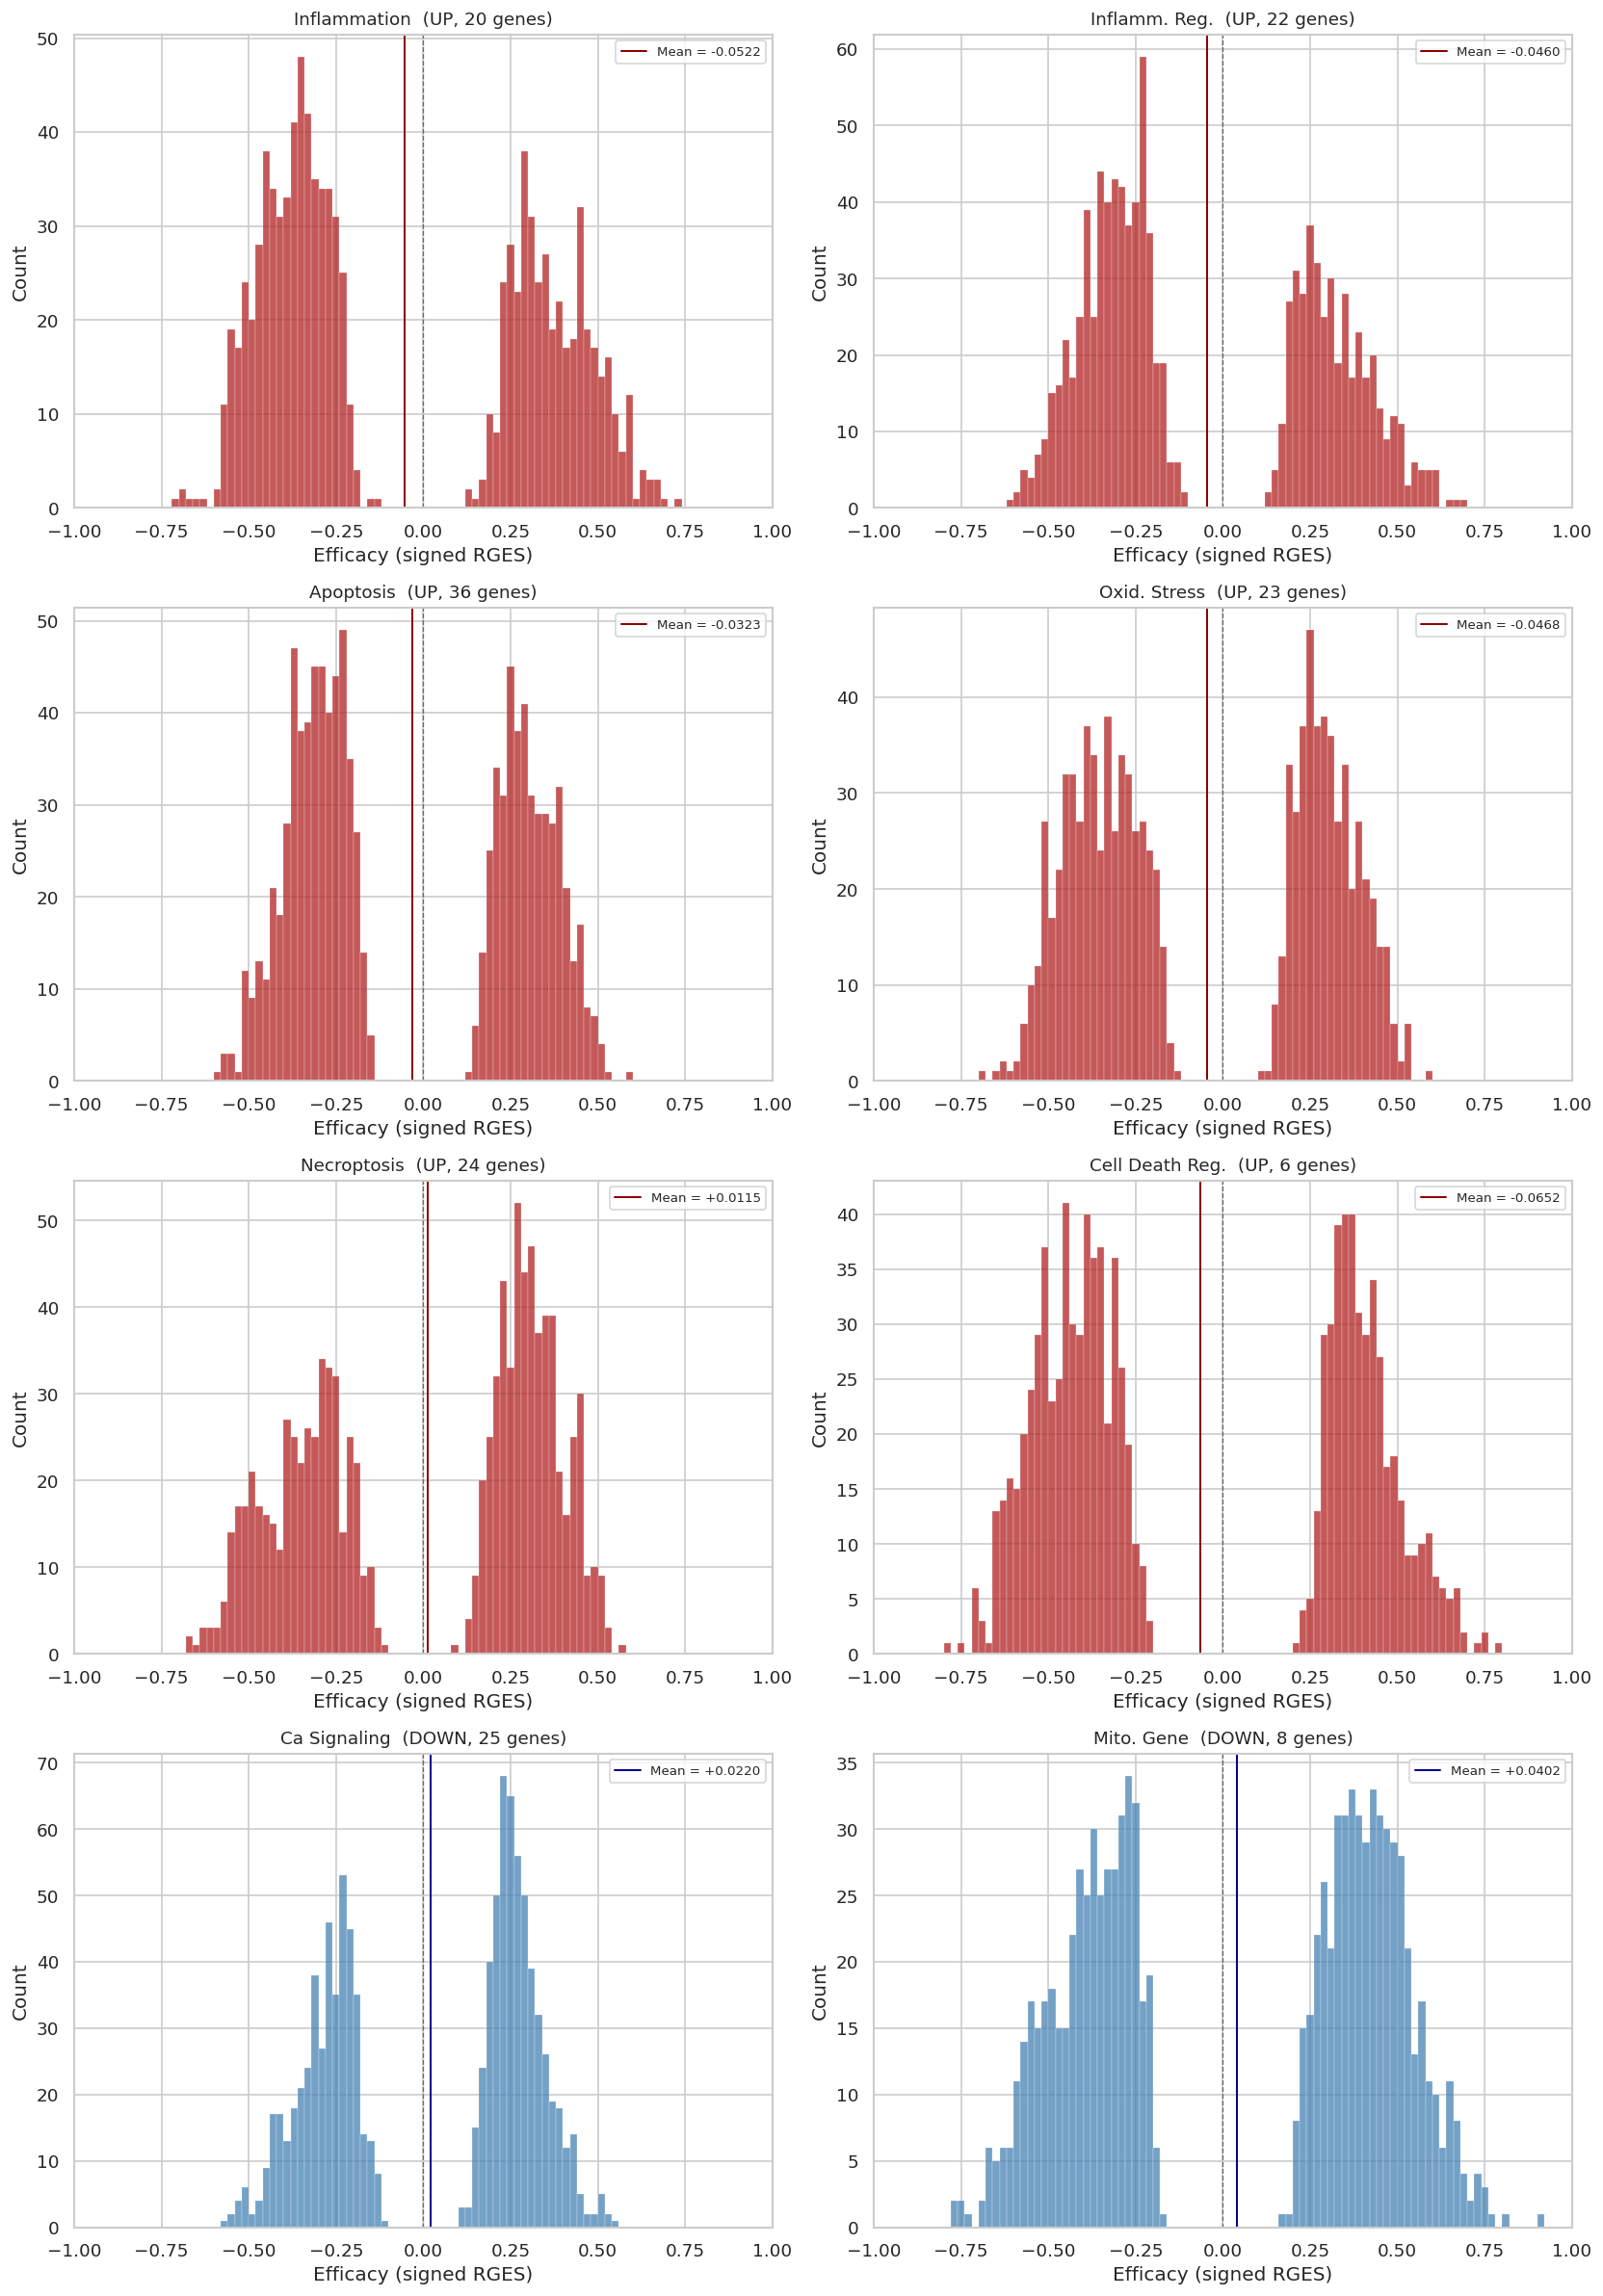 Inflammation  (UP, 20 genes)
Mean = -0.0522
50
40
30
20
10
0
Count
−1.00 −0.75 −0.50 −0.25 0.00 0.25 0.50 0.75 1.00
Efficacy (signed RGES)
Inflamm. Reg.  (UP, 22 genes)
Mean = -0.0460
60
50
40
30
20
10
0
Count
−1.00 −0.75 −0.50 −0.25 0.00 0.25 0.50 0.75 1.00
Efficacy (signed RGES)
Apoptosis  (UP, 36 genes)
Mean = -0.0323
50
40
30
20
10
0
Count
−1.00 −0.75 −0.50 −0.25 0.00 0.25 0.50 0.75 1.00
Efficacy (signed RGES)
Oxid. Stress  (UP, 23 genes)
Mean = -0.0468
40
30
20
10
0
Count
−1.00 −0.75 −0.50 −0.25 0.00 0.25 0.50 0.75 1.00
Efficacy (signed RGES)
Necroptosis  (UP, 24 genes)
Mean = +0.0115
50
40
30
20
10
0
Count
−1.00 −0.75 −0.50 −0.25 0.00 0.25 0.50 0.75 1.00
Efficacy (signed RGES)
Cell Death Reg.  (UP, 6 genes)
Mean = -0.0652
40
35
30
25
20
15
10
5
0
Count
−1.00 −0.75 −0.50 −0.25 0.00 0.25 0.50 0.75 1.00
Efficacy (signed RGES)
Ca Signaling  (DOWN, 25 genes)
Mean = +0.0220
70
60
50
40
30
20
10
0
Count
−1.00 −0.75 −0.50 −0.25 0.00 0.25 0.50 0.75 1.00
Efficacy (signed RGES)
Mito. Gene  (DOWN, 8 genes)
Mean = +0.0402
35
30
25
20
15
10
5
0
Count
−1.00 −0.75 −0.50 −0.25 0.00 0.25 0.50 0.75 1.00
Efficacy (signed RGES)